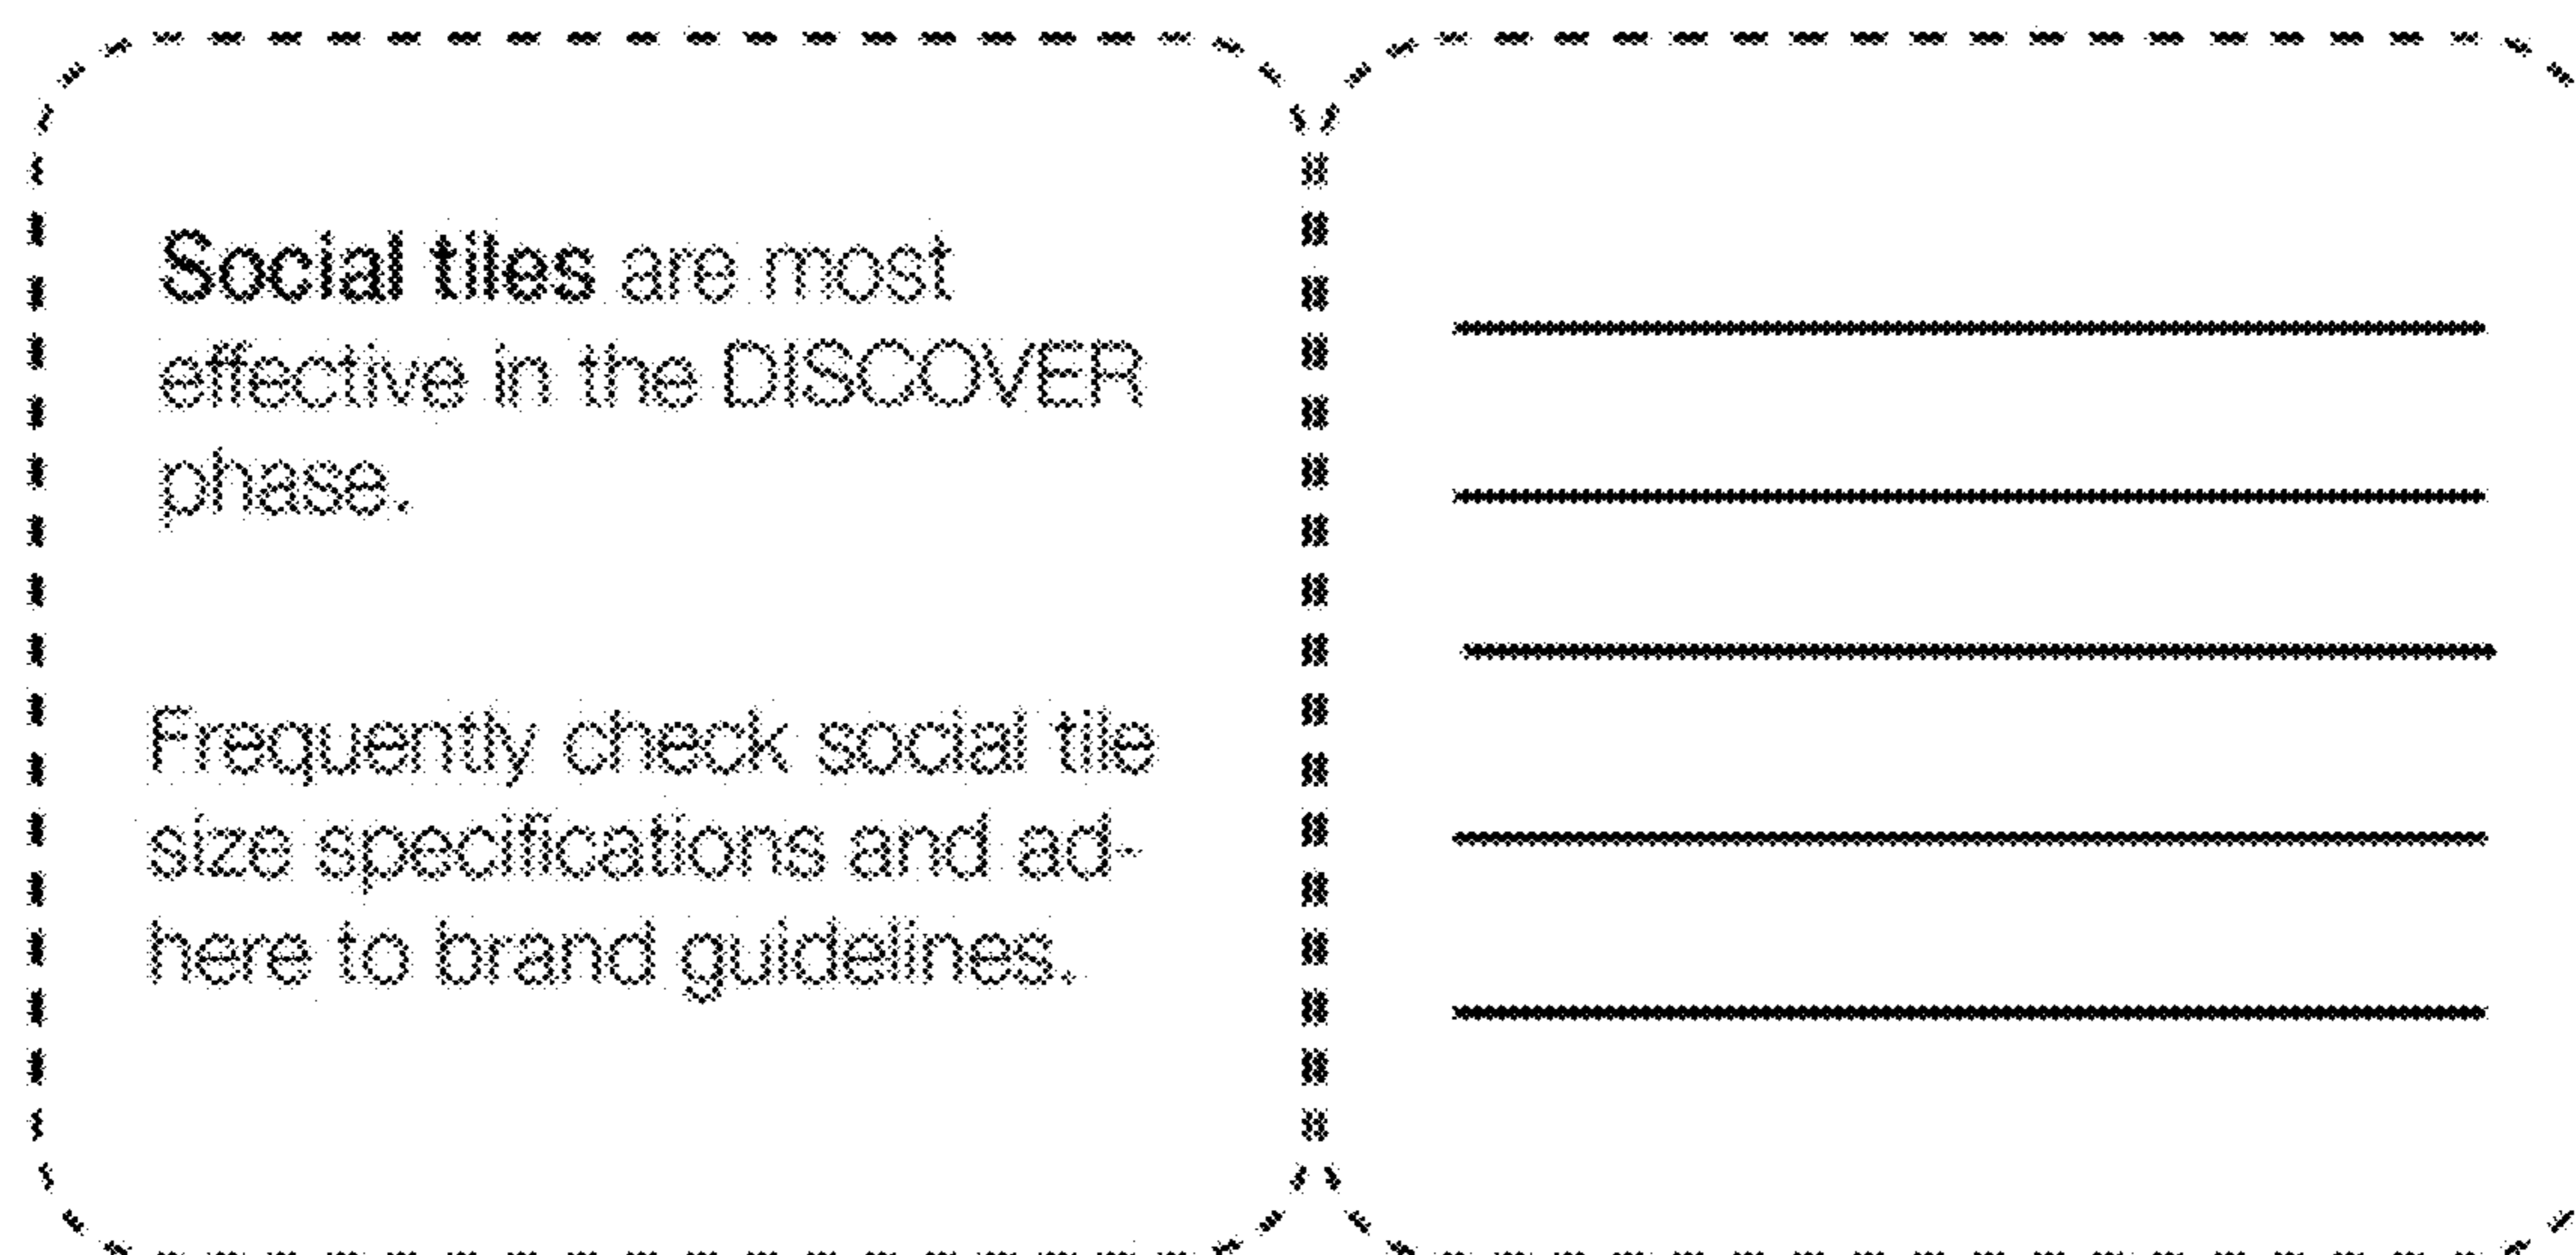 Social tiles are most
effective in the DISCOVER
phase.
Frequently check social tile
size specifications and ad-
here to brand guidelines.